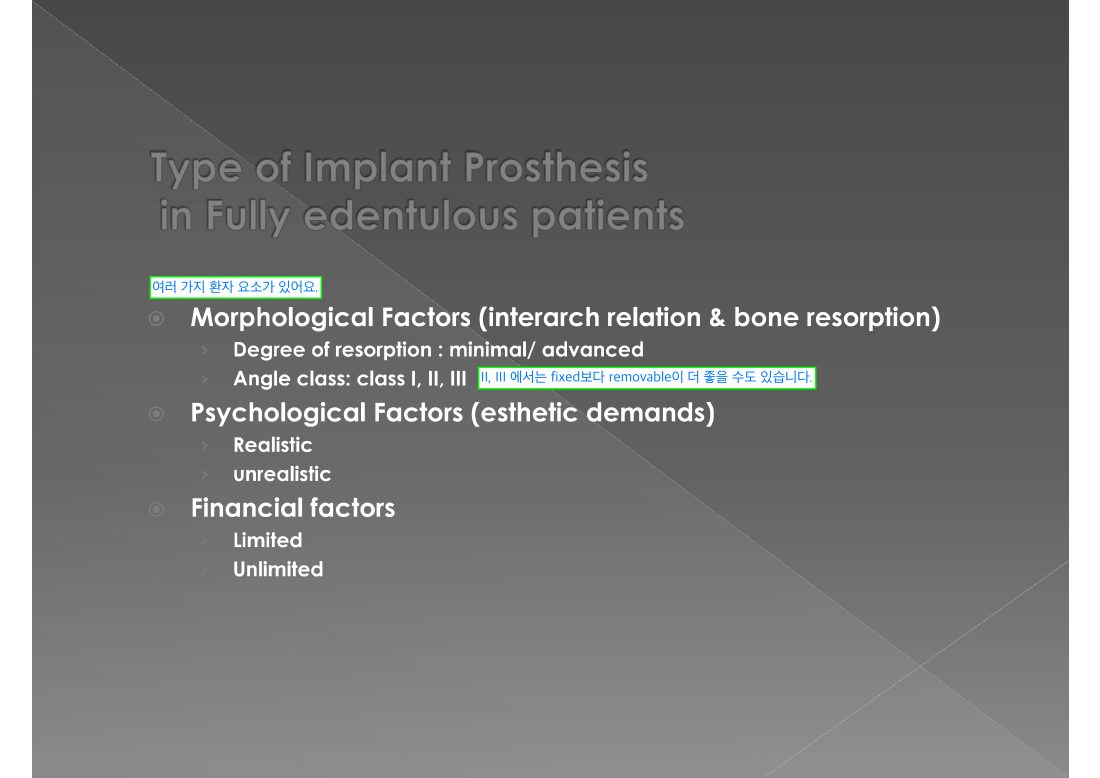 Type of Implant Prosthesis
in Fully edentulous patients
여러 가지 환자 요소가 있어요.
Morphological Factors (interarch relation & bone resorption)
Degree of resorption : minimal/ advanced
Angle class: class I, II, III II, III 에서는 fixed보다 removable이 더 좋을 수도 있습니다.
Psychological Factors (esthetic demands)
Realistic
unrealistic
Financial factors
Limited
Unlimited